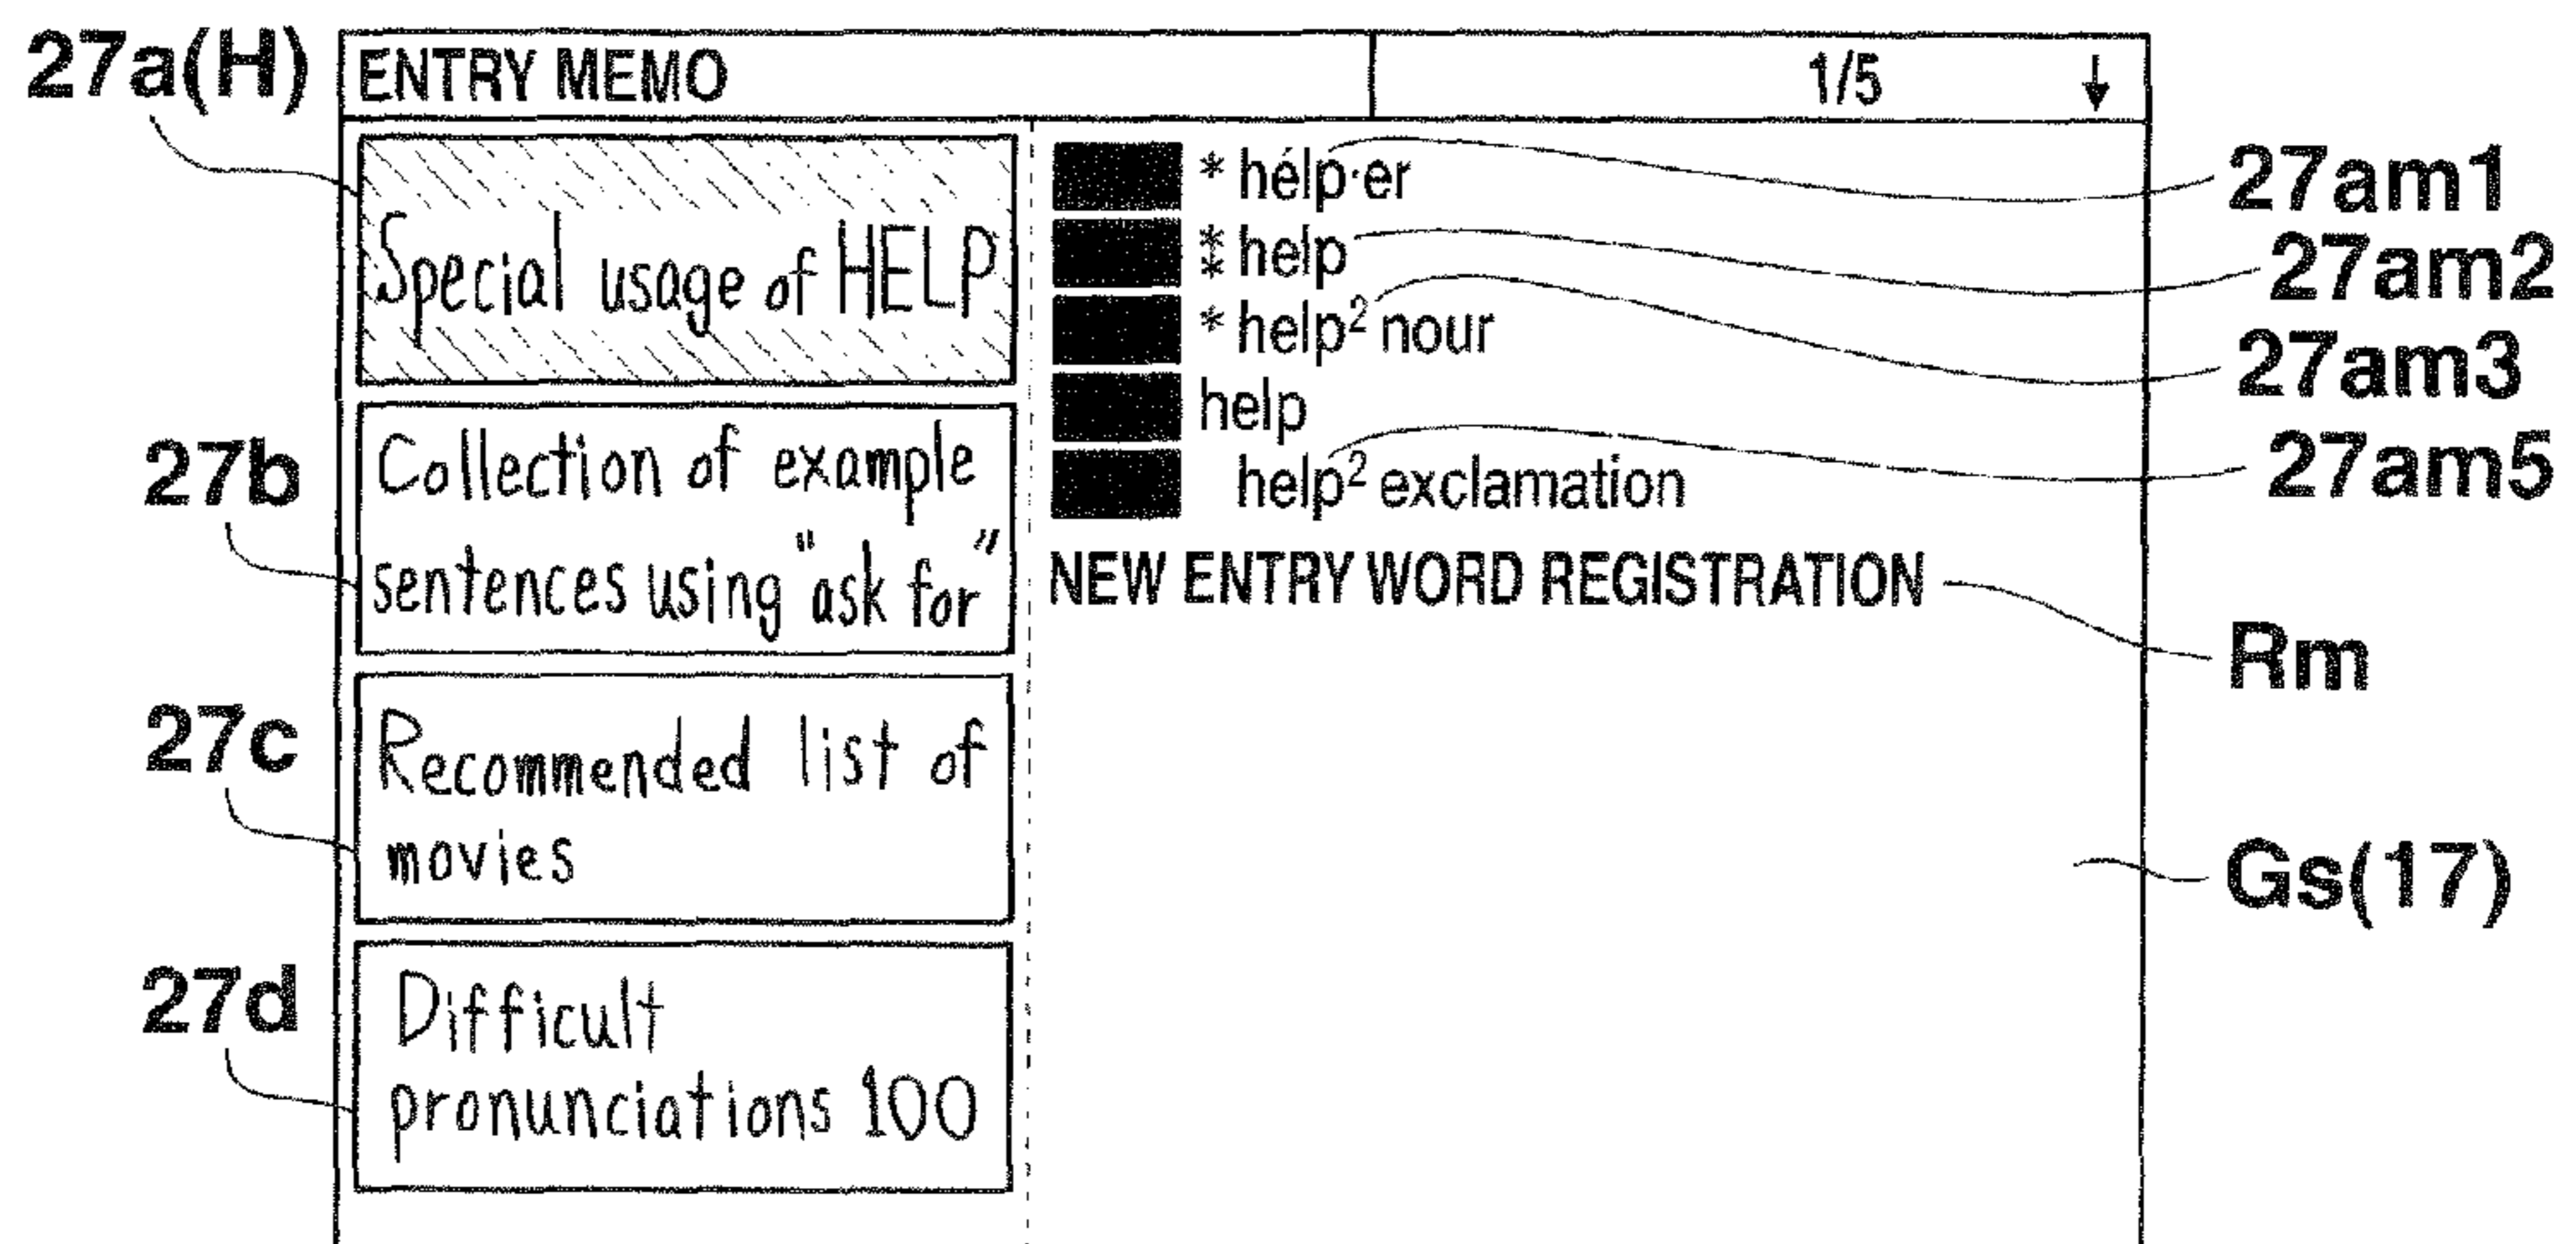 27a(H)
ENTRY MEMO
1/5 ↓
Special usage of HELP
* hélp·er
27am1
⁑ help
27am2
* help² nour
27am3
help
help² exclamation
27am5
27b
Collection of example
sentences using "ask for"
NEW ENTRY WORD REGISTRATION
Rm
27c
Recommended list of
movies
Gs(17)
27d
Difficult
pronunciations 100